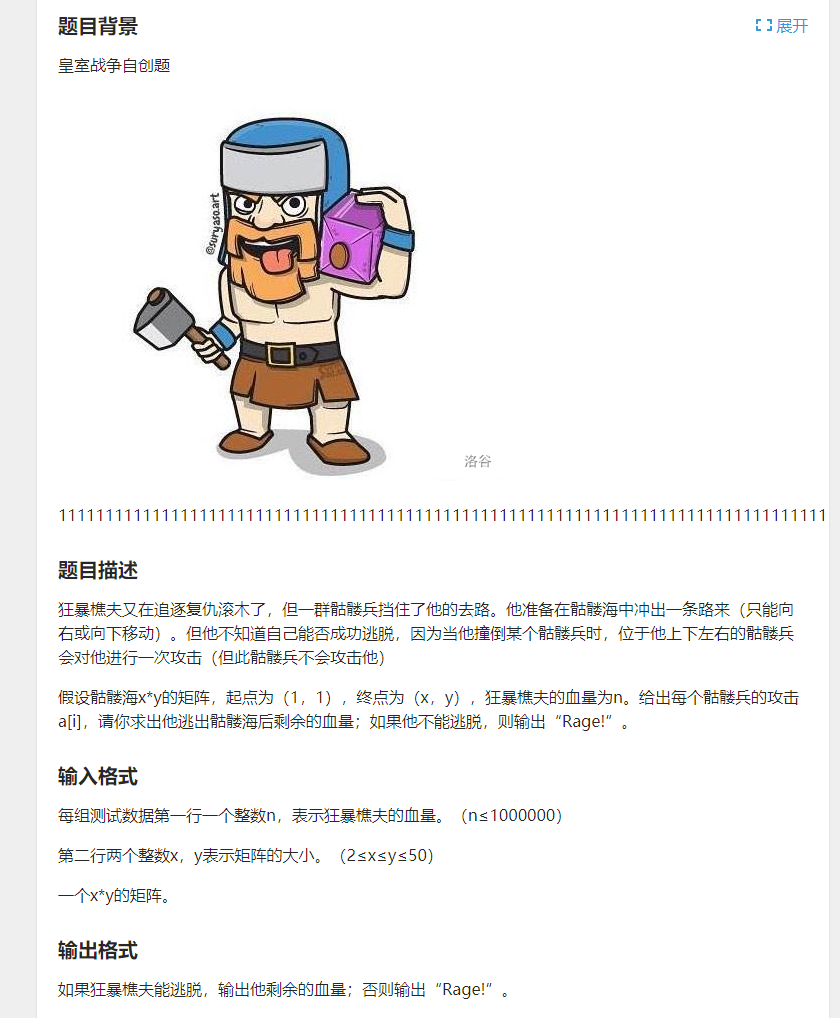 题目背景
展开
皇室战争自创题
@suryaso.art
洛谷
1111111111111111111111111111111111111111111111111111111111111111111111111111111111
题目描述
狂暴樵夫又在追逐复仇滚木了，但一群骷髅兵挡住了他的去路。他准备在骷髅海中冲出一条路来（只能向
右或向下移动）。但他不知道自己能否成功逃脱，因为当他撞倒某个骷髅兵时，位于他上下左右的骷髅兵
会对他进行一次攻击（但此骷髅兵不会攻击他）
假设骷髅海x*y的矩阵，起点为（1，1），终点为（x，y），狂暴樵夫的血量为n。给出每个骷髅兵的攻击
a[i]，请你求出他逃出骷髅海后剩余的血量；如果他不能逃脱，则输出“Rage!”。
输入格式
每组测试数据第一行一个整数n，表示狂暴樵夫的血量。（n≤1000000）
第二行两个整数x，y表示矩阵的大小。（2≤x≤y≤50）
一个x*y的矩阵。
输出格式
如果狂暴樵夫能逃脱，输出他剩余的血量；否则输出“Rage!”。